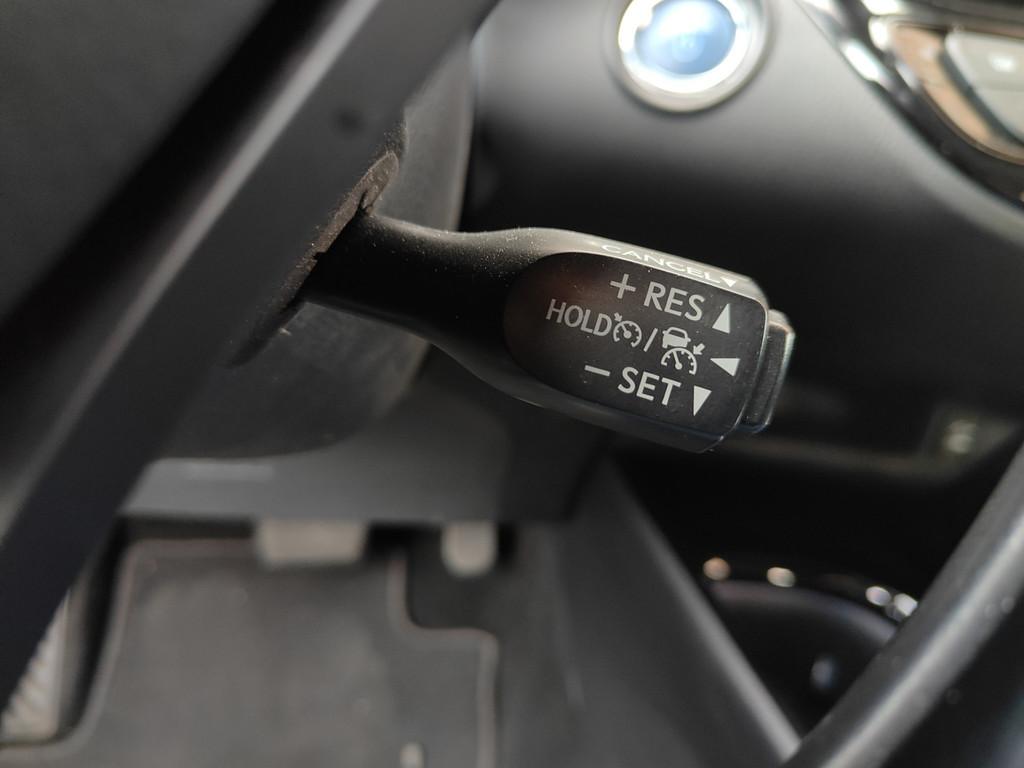 CANCEL▼
+ RES ▲
HOLD / ◀
− SET ▼